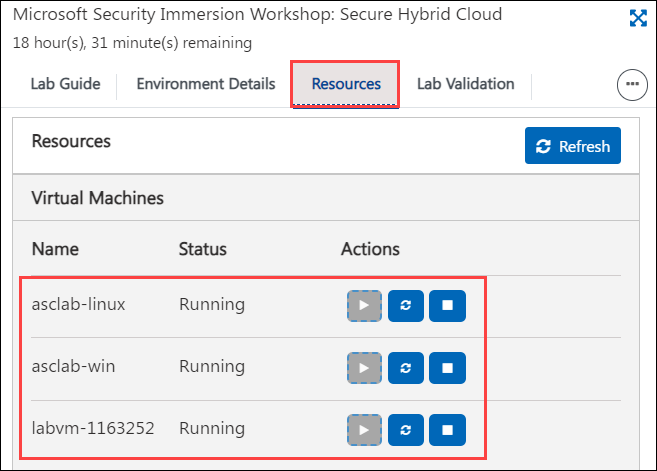 Microsoft Security Immersion Workshop: Secure Hybrid Cloud
18 hour(s), 31 minute(s) remaining
Lab Guide Environment Details Resources Lab Validation
Resources Refresh
Virtual Machines
Name Status Actions
asclab-linux Running
asclab-win Running
labvm-1163252 Running